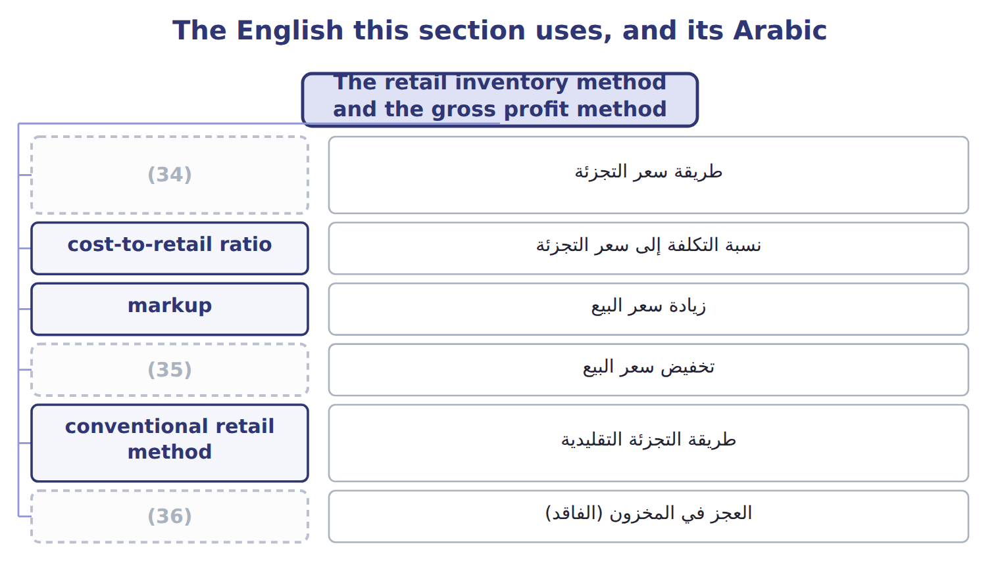 The English this section uses, and its Arabic
The retail inventory method
and the gross profit method
(34)
طريقة سعر التجزئة
cost-to-retail ratio
نسبة التكلفة إلى سعر التجزئة
markup
زيادة سعر البيع
(35)
تخفيض سعر البيع
conventional retail
method
طريقة التجزئة التقليدية
(36)
العجز في المخزون (الفاقد)